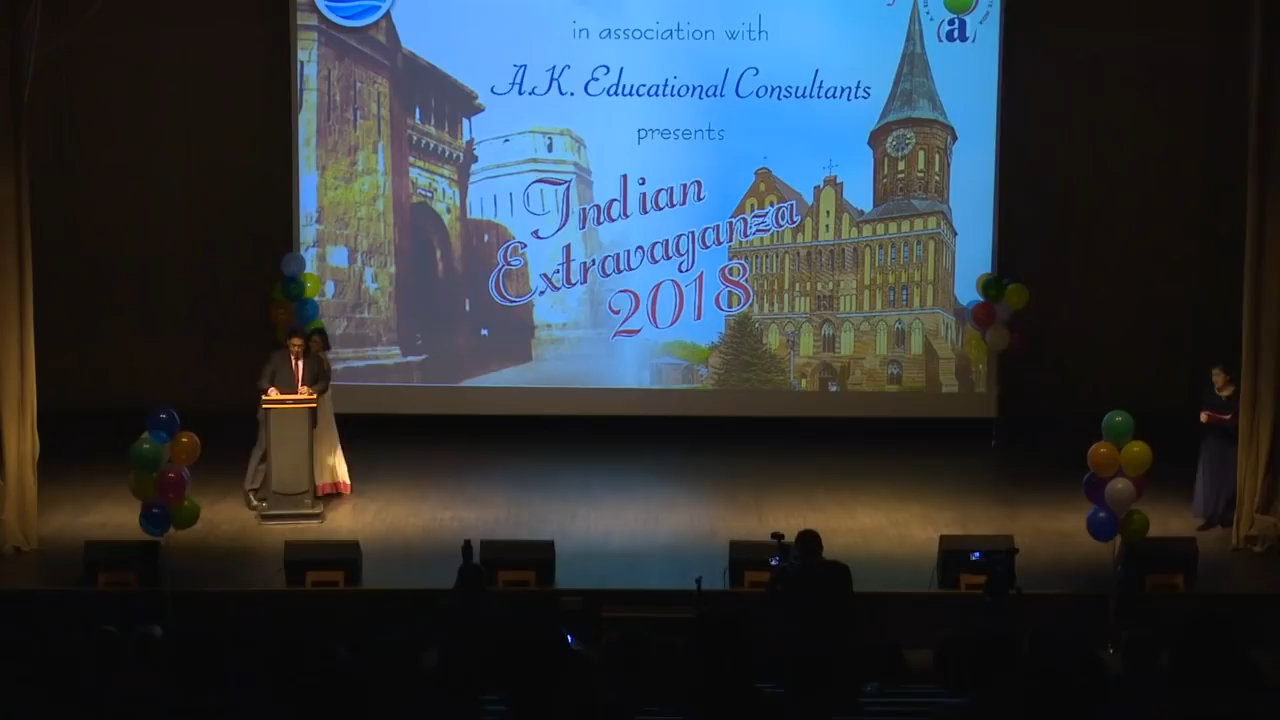 in association with
A.K. Educational Consultants
presents
Indian
Extravaganza
2018
a